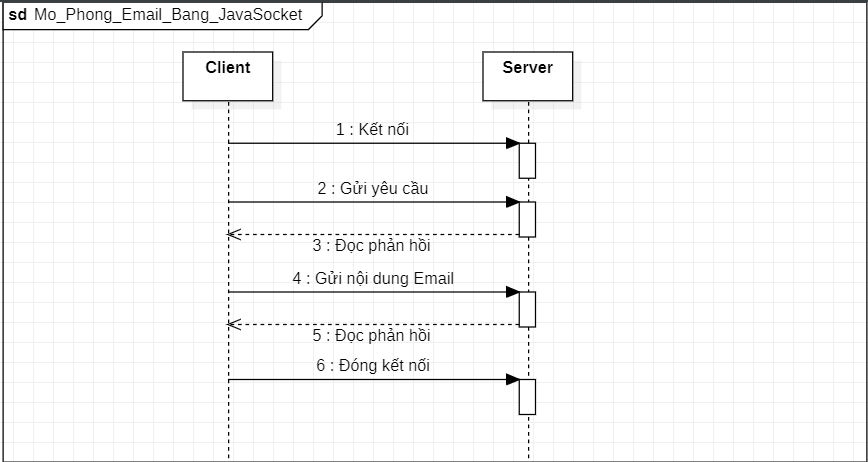 sd Mo_Phong_Email_Bang_JavaSocket
Client
Server
1 : Kết nối
2 : Gửi yêu cầu
3 : Đọc phản hồi
4 : Gửi nội dung Email
5 : Đọc phản hồi
6 : Đóng kết nối